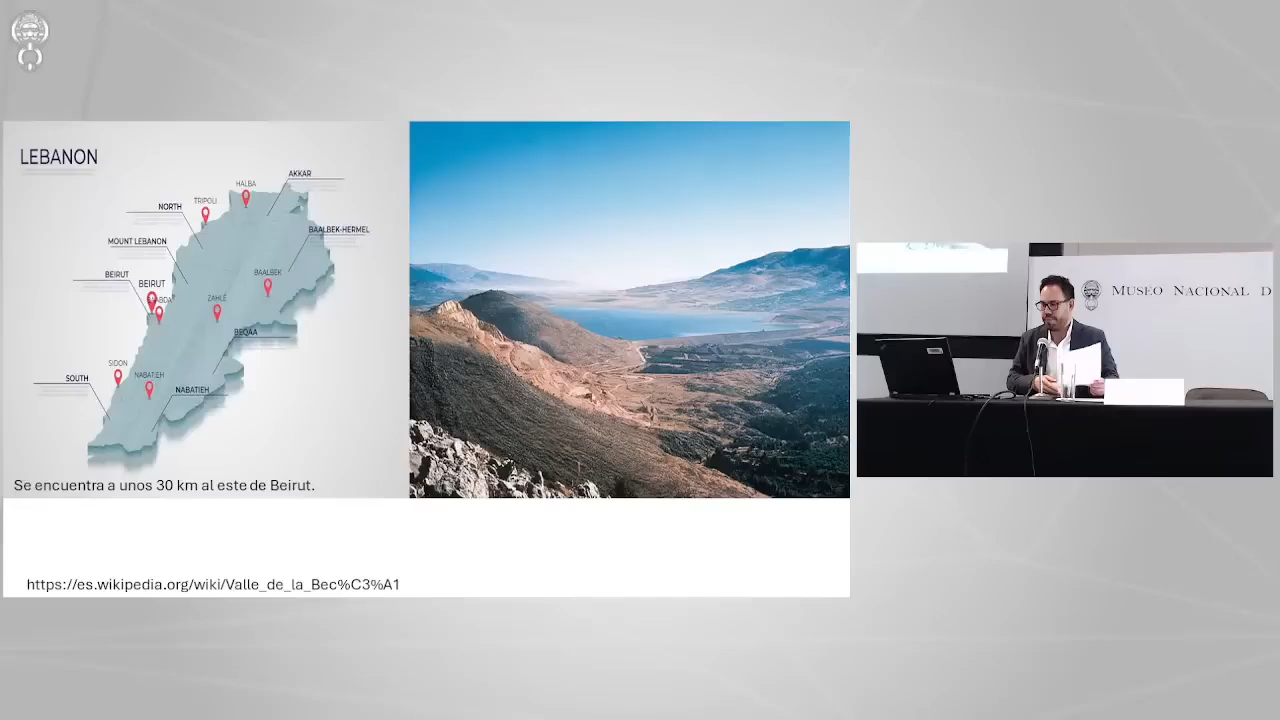 LEBANON
AKKAR
HALBA
TRIPOLI
NORTH
BAALBEK-HERMEL
MOUNT LEBANON
BEIRUT
BEIRUT
BAALBEK
ZAHLÉ
BEQAA
SIDON
NABATIEH
SOUTH
NABATIEH
Se encuentra a unos 30 km al este de Beirut.
https://es.wikipedia.org/wiki/Valle_de_la_Bec%C3%A1
MUSEO NACIONAL D